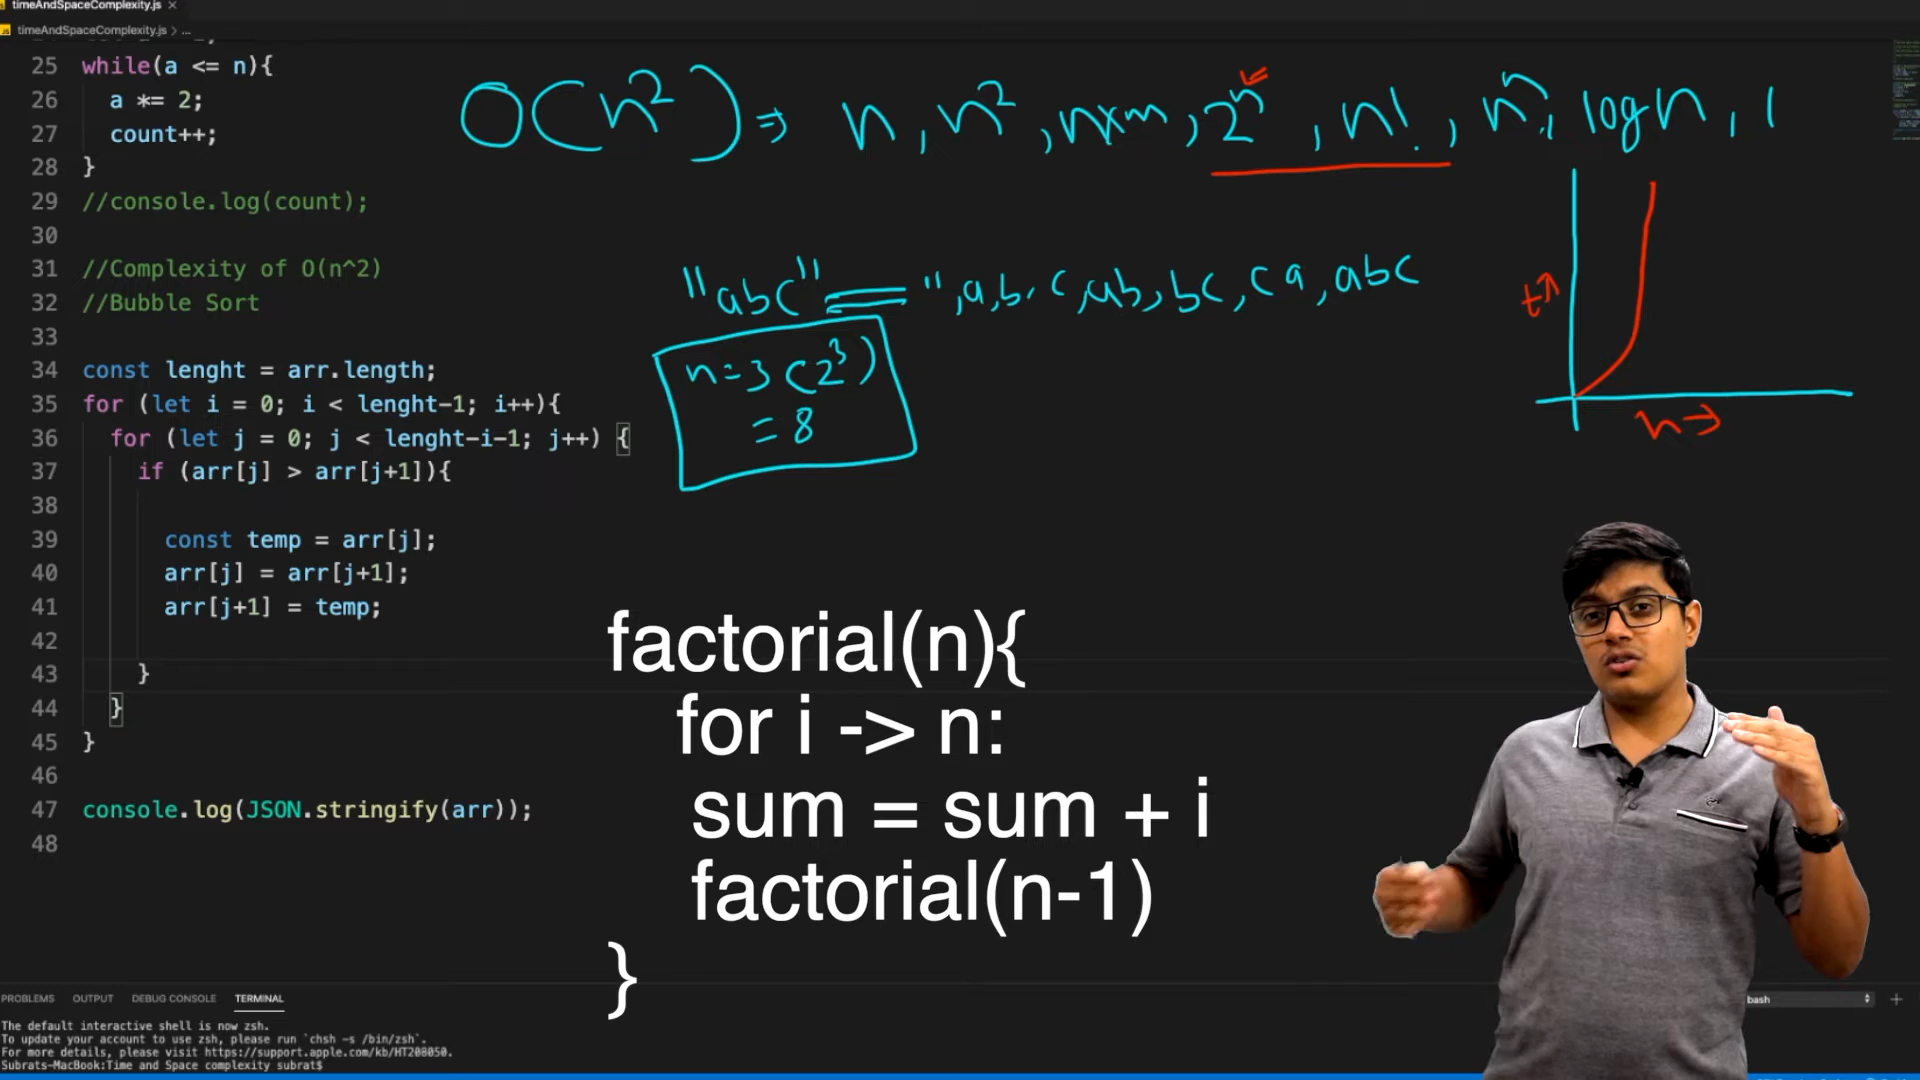 timeAndSpaceComplexity.js ×
timeAndSpaceComplexity.js > ...
25 while(a <= n){
26 a *= 2;
27 count++;
28 }
29 //console.log(count);
30
31 //Complexity of O(n^2)
32 //Bubble Sort
33
34 const lenght = arr.length;
35 for (let i = 0; i < lenght-1; i++){
36 for (let j = 0; j < lenght-i-1; j++) {
37 if (arr[j] > arr[j+1]){
38
39 const temp = arr[j];
40 arr[j] = arr[j+1];
41 arr[j+1] = temp;
42
43 }
44 }
45 }
46
47 console.log(JSON.stringify(arr));
48
O(n²) ⇒ n, n², n×m, 2ⁿ, n!, nⁿ, log n, 1
"abc" = '', a, b, c, ab, bc, ca, abc
n=3 (2³)
= 8
t↑
n→
factorial(n){
for i -> n:
sum = sum + i
factorial(n-1)
}
PROBLEMS OUTPUT DEBUG CONSOLE TERMINAL
bash
The default interactive shell is now zsh.
To update your account to use zsh, please run `chsh -s /bin/zsh`.
For more details, please visit https://support.apple.com/kb/HT208050.
Subrats-MacBook:Time and Space complexity subrat$